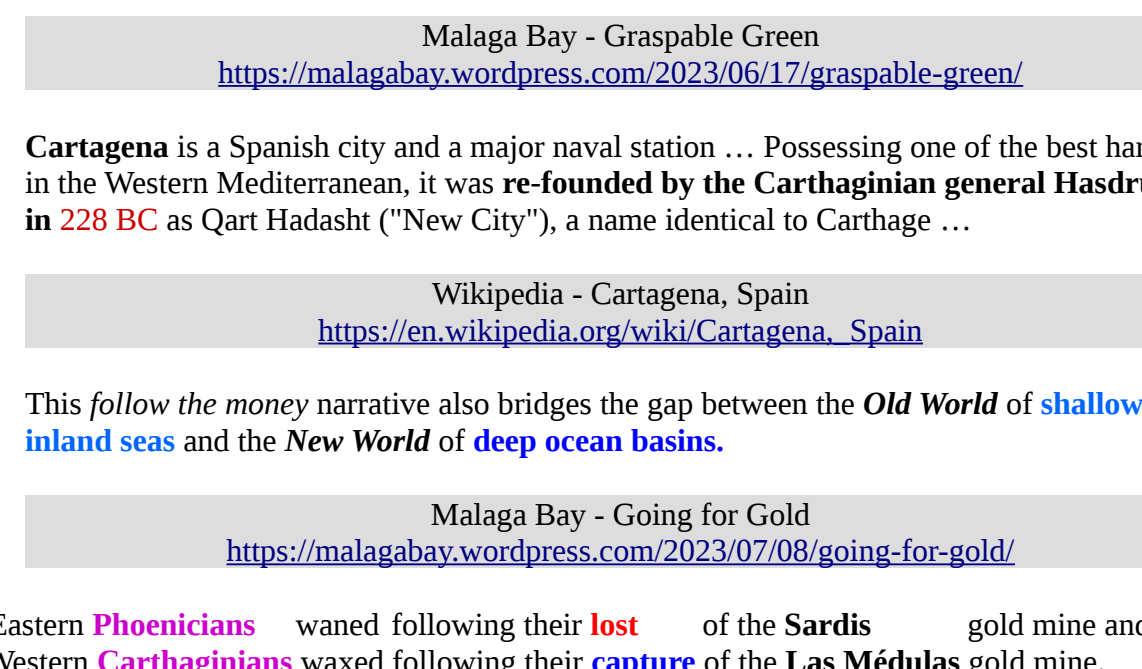 Malaga Bay - Graspable Green
https://malagabay.wordpress.com/2023/06/17/graspable-green/
Cartagena is a Spanish city and a major naval station … Possessing one of the best
in the Western Mediterranean, it was re-founded by the Carthaginian general
in 228 BC as Qart Hadasht ("New City"), a name identical to Carthage …
Wikipedia - Cartagena, Spain
https://en.wikipedia.org/wiki/Cartagena,_Spain
This follow the money narrative also bridges the gap between the Old World of shallow
inland seas and the New World of deep ocean basins.
Malaga Bay - Going for Gold
https://malagabay.wordpress.com/2023/07/08/going-for-gold/
Eastern Phoenicians waned following their lost of the Sardis gold mine and
Western Carthaginians waxed following their capture of the Las Médulas gold mine.